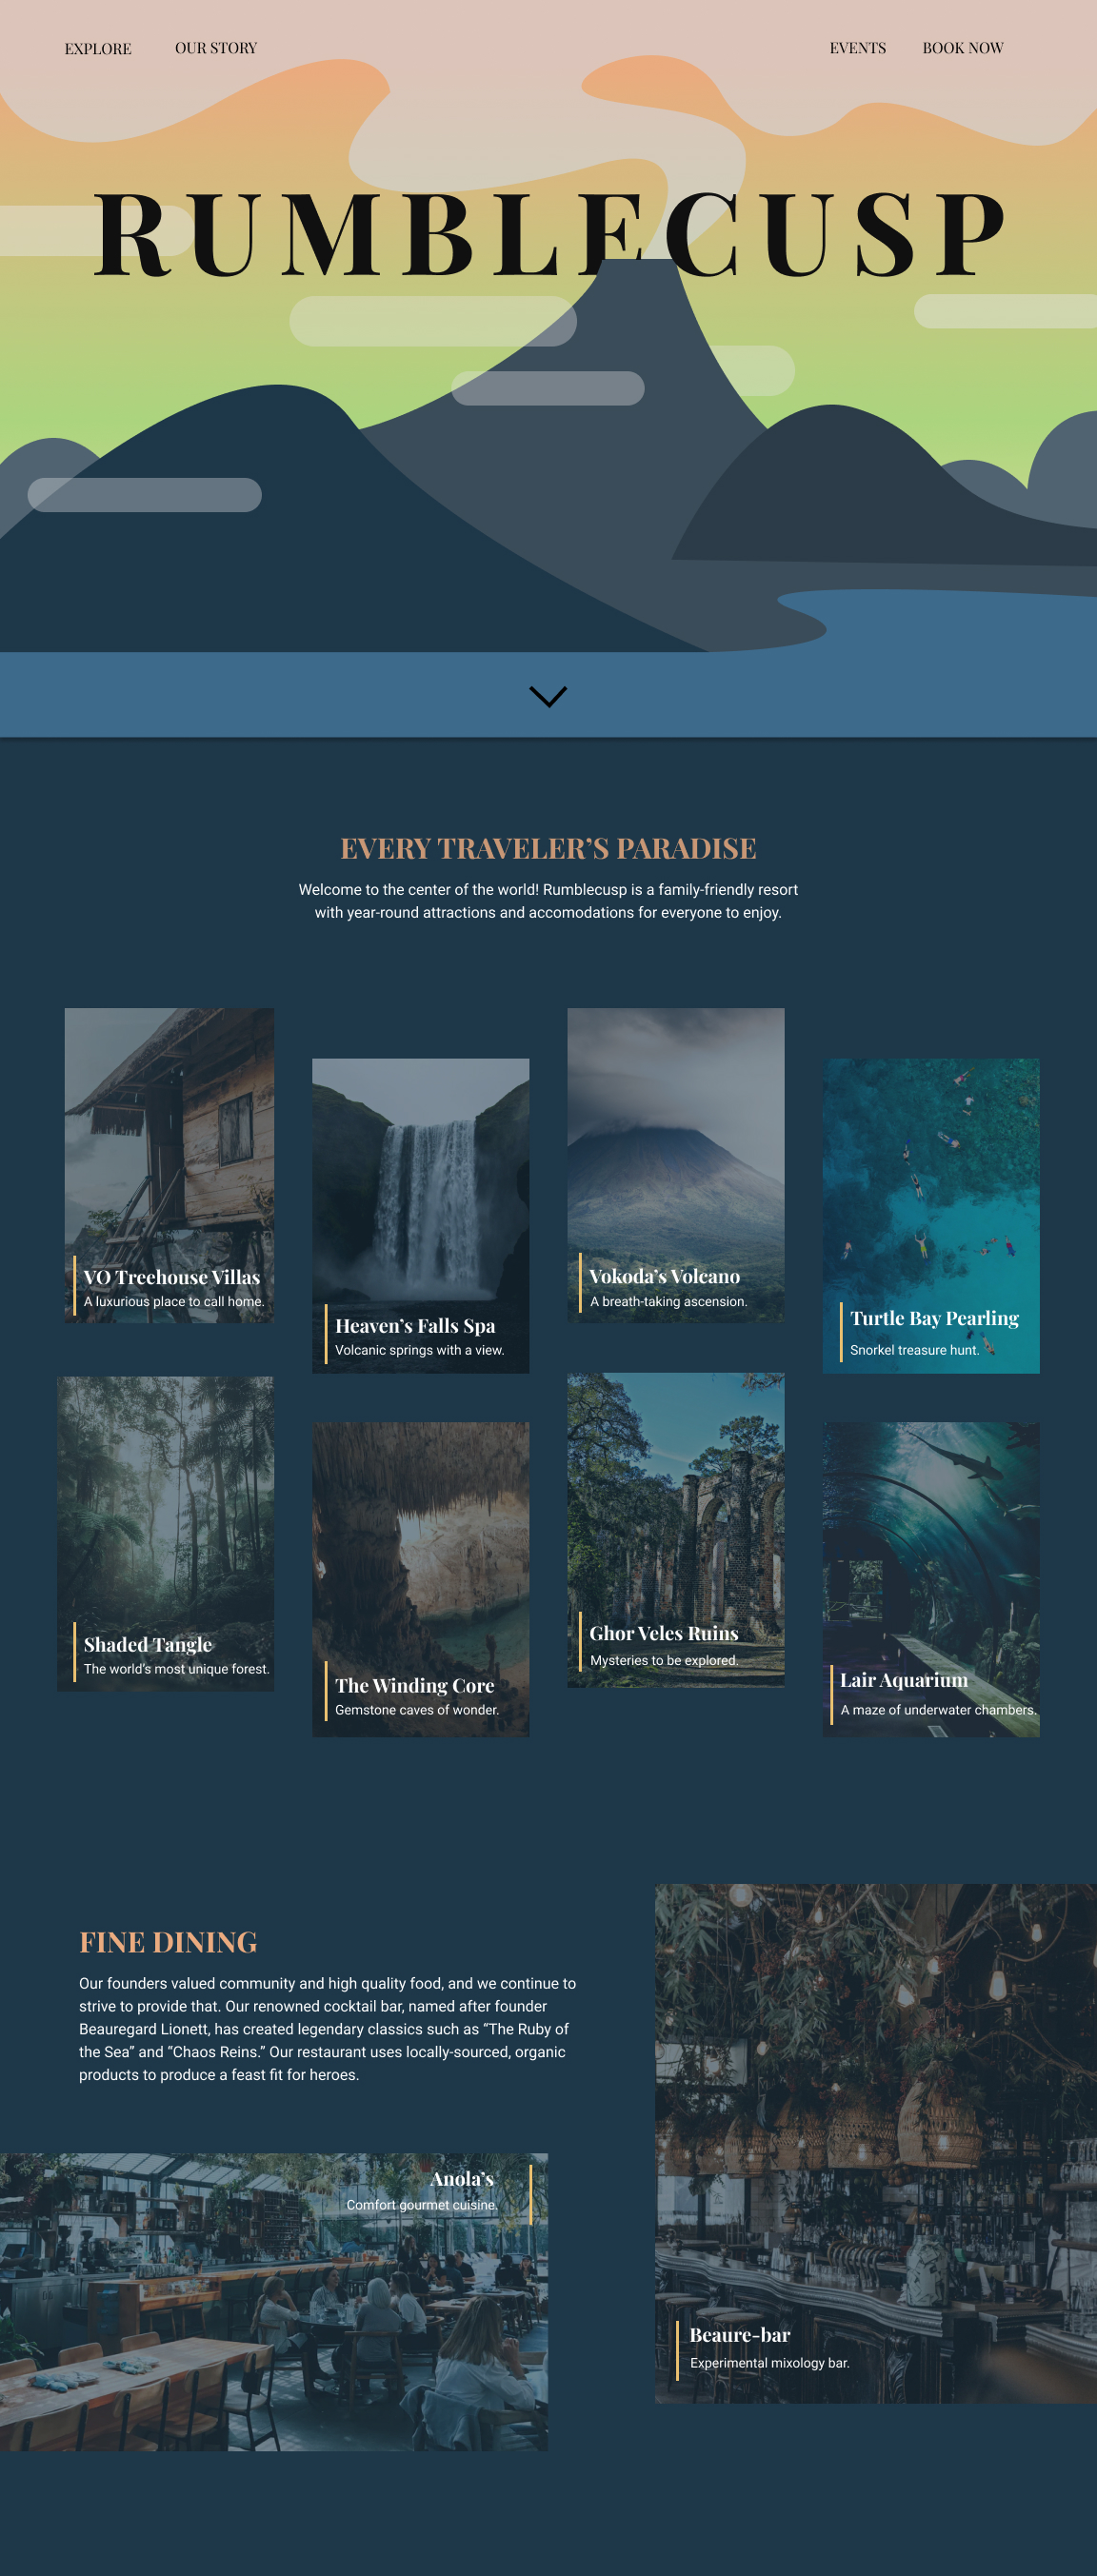 EXPLORE
OUR STORY
EVENTS
BOOK NOW
RUMBLECUSP
EVERY TRAVELER’S PARADISE
Welcome to the center of the world! Rumblecusp is a family-friendly resort
with year-round attractions and accomodations for everyone to enjoy.
VO Treehouse Villas
A luxurious place to call home.
Heaven’s Falls Spa
Volcanic springs with a view.
Vokoda’s Volcano
A breath-taking ascension.
Turtle Bay Pearling
Snorkel treasure hunt.
Shaded Tangle
The world’s most unique forest.
The Winding Core
Gemstone caves of wonder.
Ghor Veles Ruins
Mysteries to be explored.
Lair Aquarium
A maze of underwater chambers.
FINE DINING
Our founders valued community and high quality food, and we continue to
strive to provide that. Our renowned cocktail bar, named after founder
Beauregard Lionett, has created legendary classics such as “The Ruby of
the Sea” and “Chaos Reins.” Our restaurant uses locally-sourced, organic
products to produce a feast fit for heroes.
Anola’s
Comfort gourmet cuisine.
Beaure-bar
Experimental mixology bar.